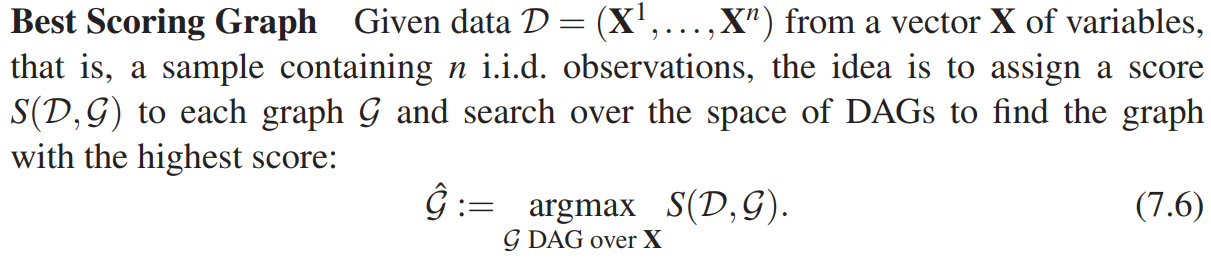 Best Scoring Graph Given data 𝒟 = (𝐗¹,…,𝐗ⁿ) from a vector 𝐗 of variables,
that is, a sample containing n i.i.d. observations, the idea is to assign a score
S(𝒟,𝒢) to each graph 𝒢 and search over the space of DAGs to find the graph
with the highest score:
𝒢̂ := argmax S(𝒟,𝒢). (7.6)
𝒢 DAG over 𝐗